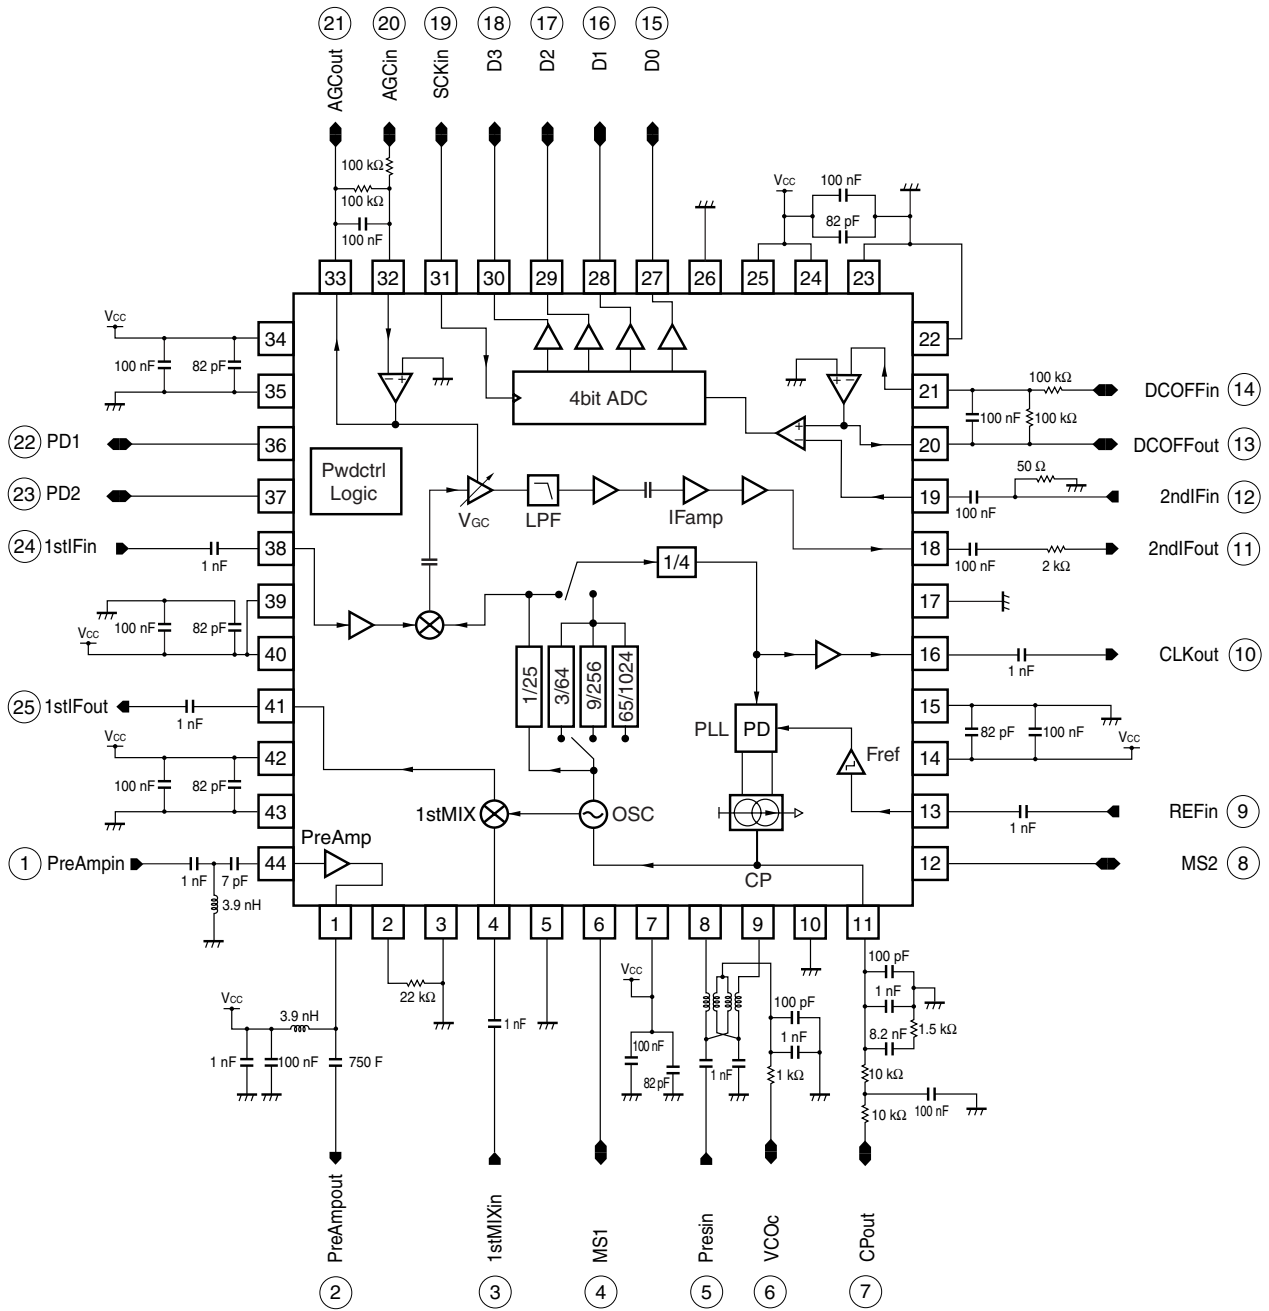 21 20 19 18 17 16 15
AGCout AGCin SCKin D3 D2 D1 D0
100 kΩ
100 kΩ
100 nF
Vcc 100 nF
82 pF
33 32 31 30 29 28 27 26 25 24 23
Vcc
100 nF 82 pF
34
35
22
4bit ADC
− +
− +
+
−
21 100 kΩ DCOFFin 14
100 nF 100 kΩ
20 DCOFFout 13
22 PD1 36
23 PD2 37
Pwdctrl
Logic
VGC LPF IFamp
50 Ω
19 100 nF 2ndIFin 12
24 1stIFin 1 nF 38
18 100 nF 2 kΩ 2ndIFout 11
1/4
39
100 nF 82 pF
Vcc
40
17
1/25 3/64 9/256 65/1024
16 1 nF CLKout 10
25 1stIFout 1 nF 41
15
82 pF 100 nF
Vcc
14
PLL PD Fref
Vcc
42
100 nF 82 pF
43
1stMIX OSC
13 1 nF REFin 9
PreAmp
1 PreAmpin 1 nF 7 pF 44
3.9 nH
CP
12 MS2 8
1 2 3 4 5 6 7 8 9 10 11
22 kΩ
Vcc 3.9 nH
1 nF 100 nF 750 F
1 nF
Vcc
100 nF
82 pF
1 nF
100 pF
1 nF
1 kΩ
100 pF
1 nF
8.2 nF 1.5 kΩ
10 kΩ
100 nF
10 kΩ
PreAmpout 1stMIXin MS1 Presin VCOc CPout
2 3 4 5 6 7